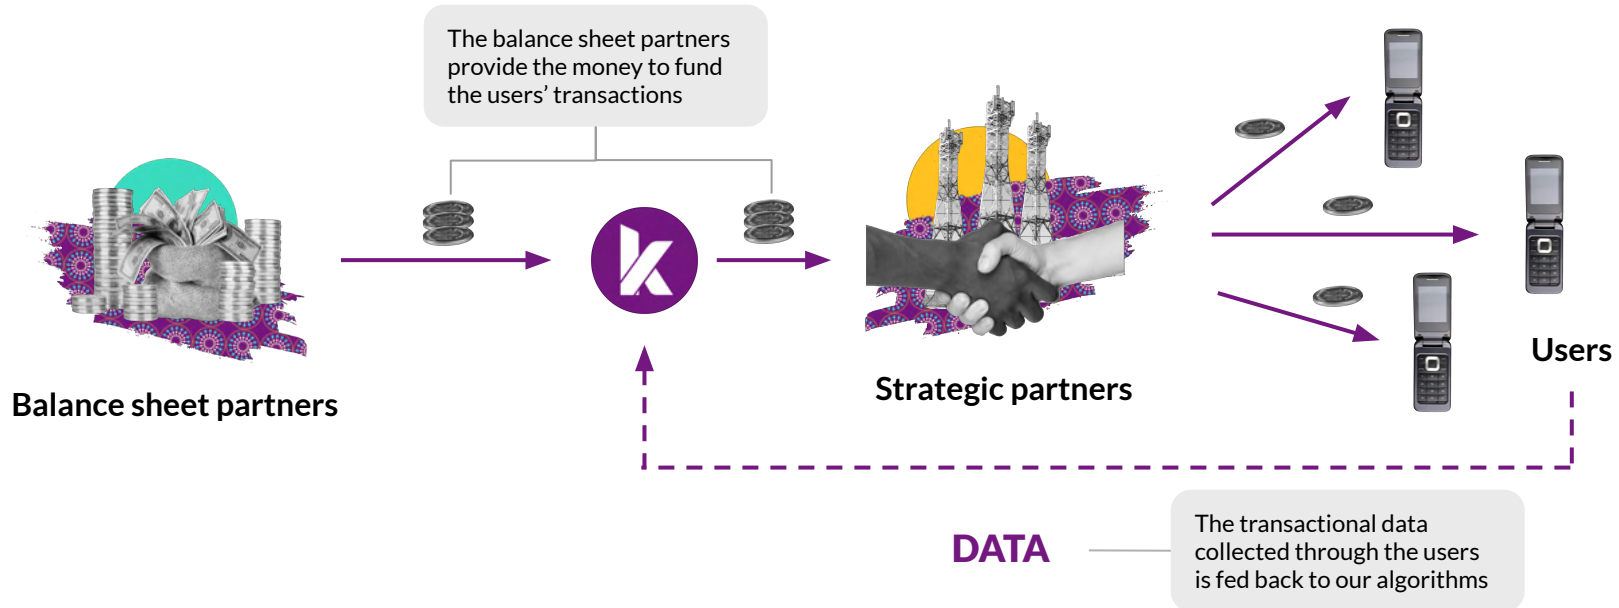 The balance sheet partners
provide the money to fund
the users’ transactions
Balance sheet partners
Strategic partners
Users
DATA
The transactional data
collected through the users
is fed back to our algorithms